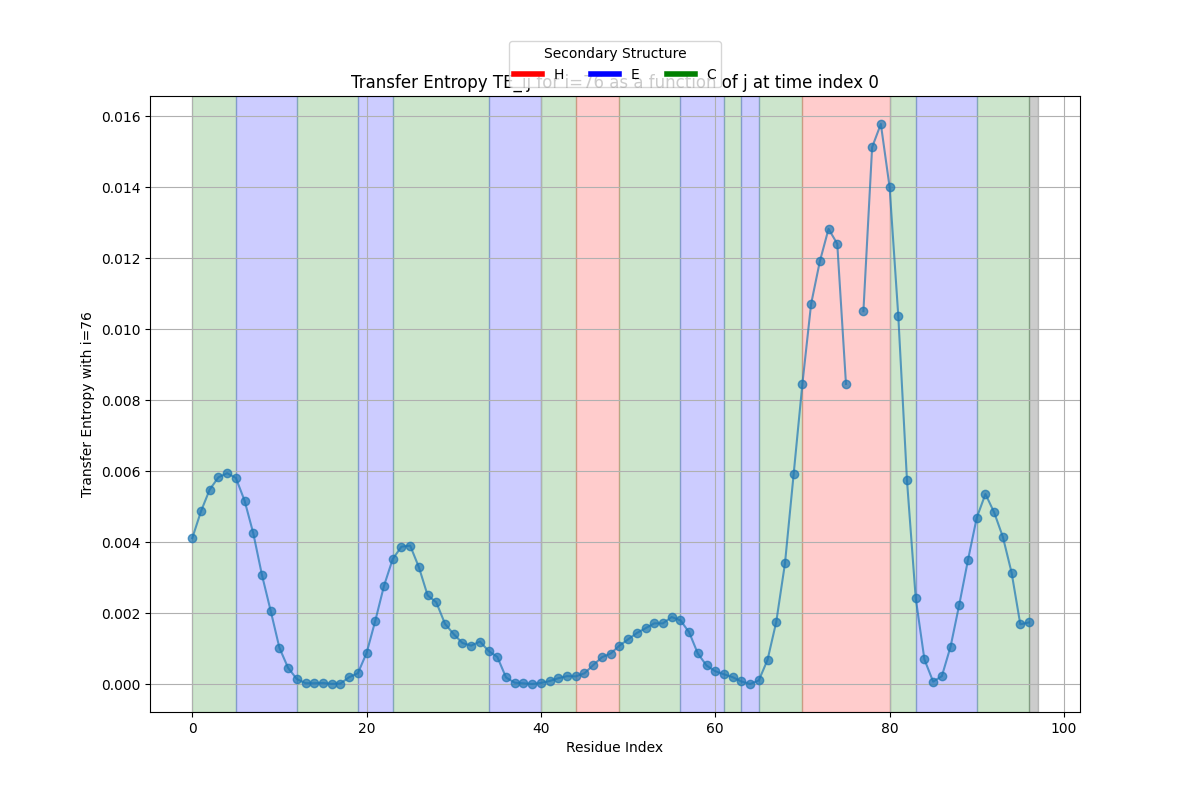 Secondary Structure
H E C
Transfer Entropy TE_ij for i=76 as a function of j at time index 0
Transfer Entropy with i=76
0.016
0.014
0.012
0.010
0.008
0.006
0.004
0.002
0.000
0 20 40 60 80 100
Residue Index